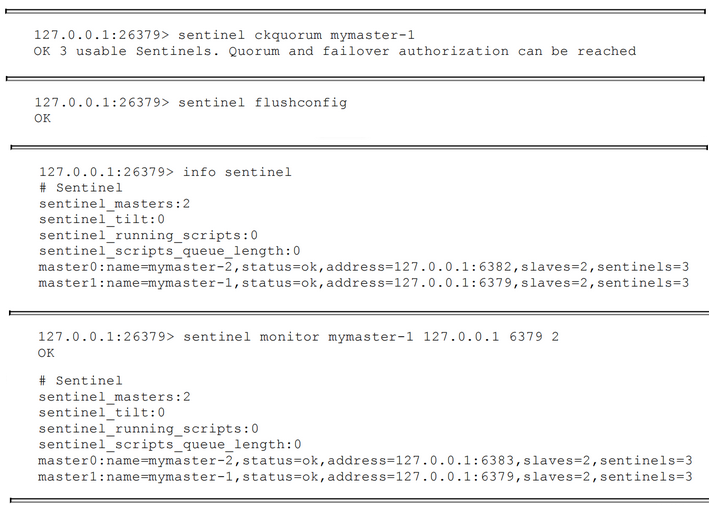 127.0.0.1:26379> sentinel ckquorum mymaster-1
OK 3 usable Sentinels. Quorum and failover authorization can be reached
127.0.0.1:26379> sentinel flushconfig
OK
127.0.0.1:26379> info sentinel
# Sentinel
sentinel_masters:2
sentinel_tilt:0
sentinel_running_scripts:0
sentinel_scripts_queue_length:0
master0:name=mymaster-2,status=ok,address=127.0.0.1:6382,slaves=2,sentinels=3
master1:name=mymaster-1,status=ok,address=127.0.0.1:6379,slaves=2,sentinels=3
127.0.0.1:26379> sentinel monitor mymaster-1 127.0.0.1 6379 2
OK
# Sentinel
sentinel_masters:2
sentinel_tilt:0
sentinel_running_scripts:0
sentinel_scripts_queue_length:0
master0:name=mymaster-2,status=ok,address=127.0.0.1:6383,slaves=2,sentinels=3
master1:name=mymaster-1,status=ok,address=127.0.0.1:6379,slaves=2,sentinels=3